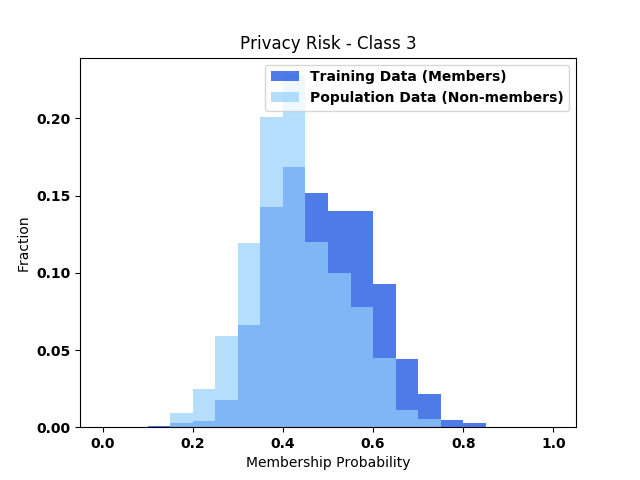 Privacy Risk - Class 3
Training Data (Members)
Population Data (Non-members)
Fraction
0.20
0.15
0.10
0.05
0.00
0.0 0.2 0.4 0.6 0.8 1.0
Membership Probability